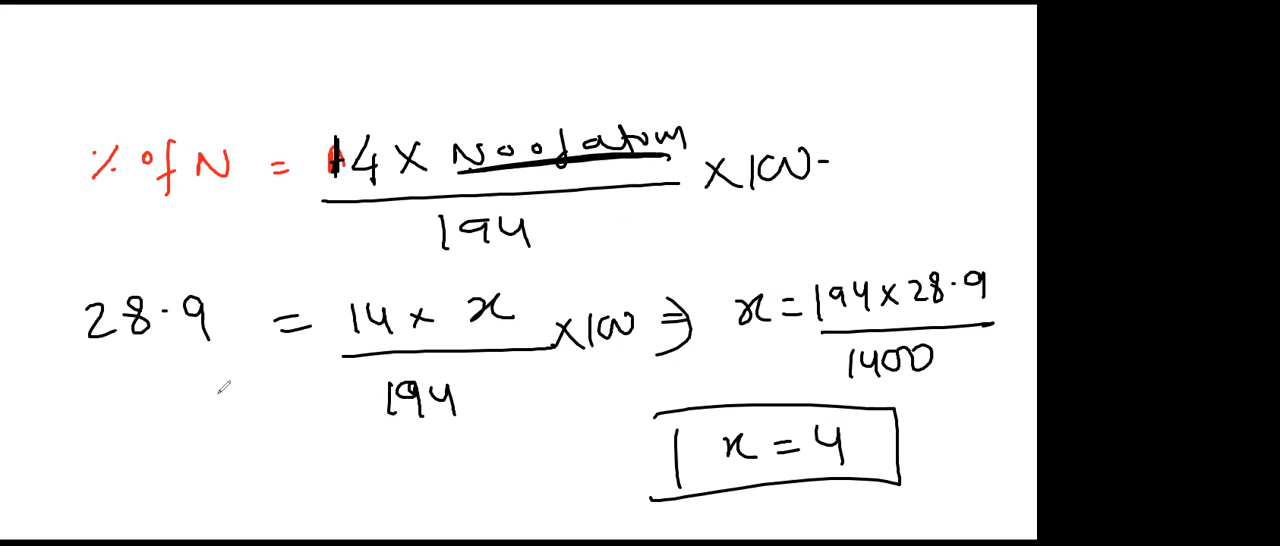 % of N = 14 × No of atom / 194 × 100
28.9 = 14 × x / 194 × 100 ⇒ x = 194 × 28.9 / 1400
x = 4